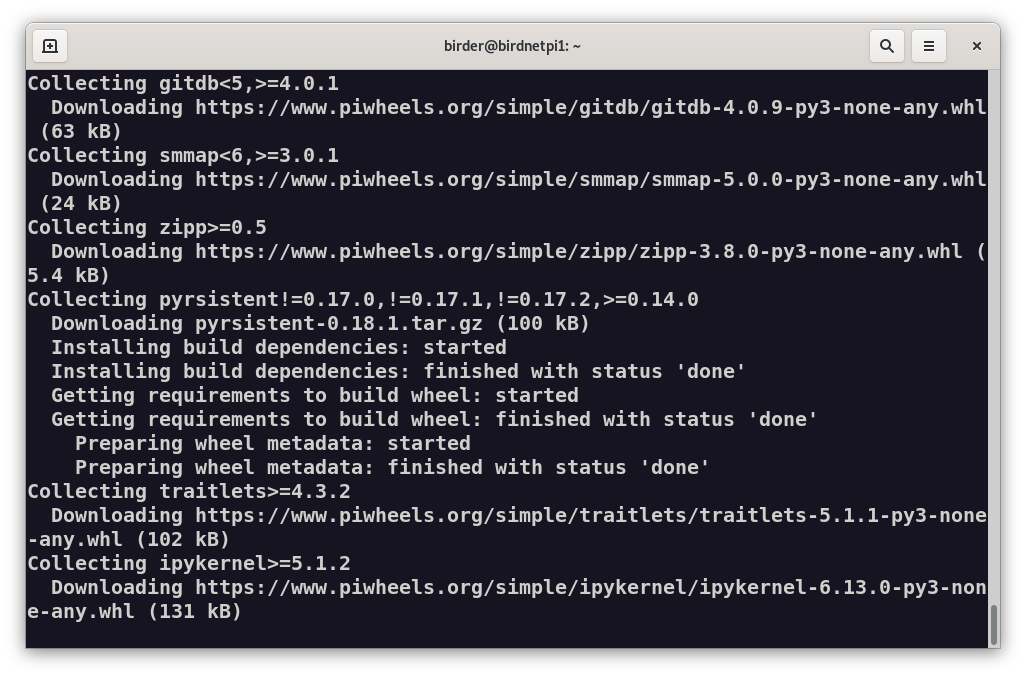 birder@birdnetpi1: ~
Collecting gitdb<5,>=4.0.1
  Downloading https://www.piwheels.org/simple/gitdb/gitdb-4.0.9-py3-none-any.whl
 (63 kB)
Collecting smmap<6,>=3.0.1
  Downloading https://www.piwheels.org/simple/smmap/smmap-5.0.0-py3-none-any.whl
 (24 kB)
Collecting zipp>=0.5
  Downloading https://www.piwheels.org/simple/zipp/zipp-3.8.0-py3-none-any.whl (
5.4 kB)
Collecting pyrsistent!=0.17.0,!=0.17.1,!=0.17.2,>=0.14.0
  Downloading pyrsistent-0.18.1.tar.gz (100 kB)
  Installing build dependencies: started
  Installing build dependencies: finished with status 'done'
  Getting requirements to build wheel: started
  Getting requirements to build wheel: finished with status 'done'
    Preparing wheel metadata: started
    Preparing wheel metadata: finished with status 'done'
Collecting traitlets>=4.3.2
  Downloading https://www.piwheels.org/simple/traitlets/traitlets-5.1.1-py3-none
-any.whl (102 kB)
Collecting ipykernel>=5.1.2
  Downloading https://www.piwheels.org/simple/ipykernel/ipykernel-6.13.0-py3-non
e-any.whl (131 kB)